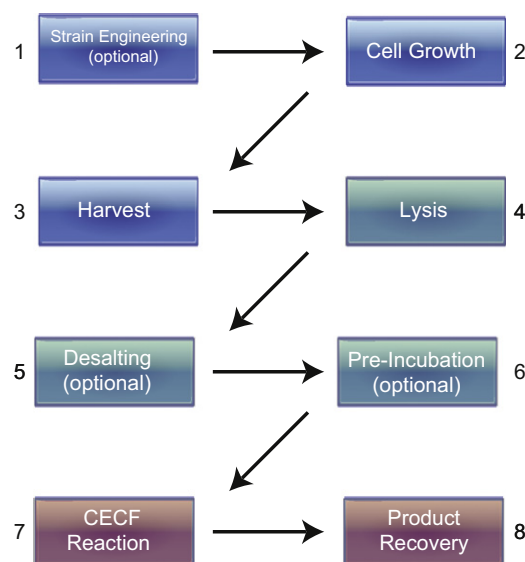 1
Strain Engineering
(optional)
Cell Growth
2
3
Harvest
Lysis
4
5
Desalting
(optional)
Pre-Incubation
(optional)
6
7
CECF
Reaction
Product
Recovery
8